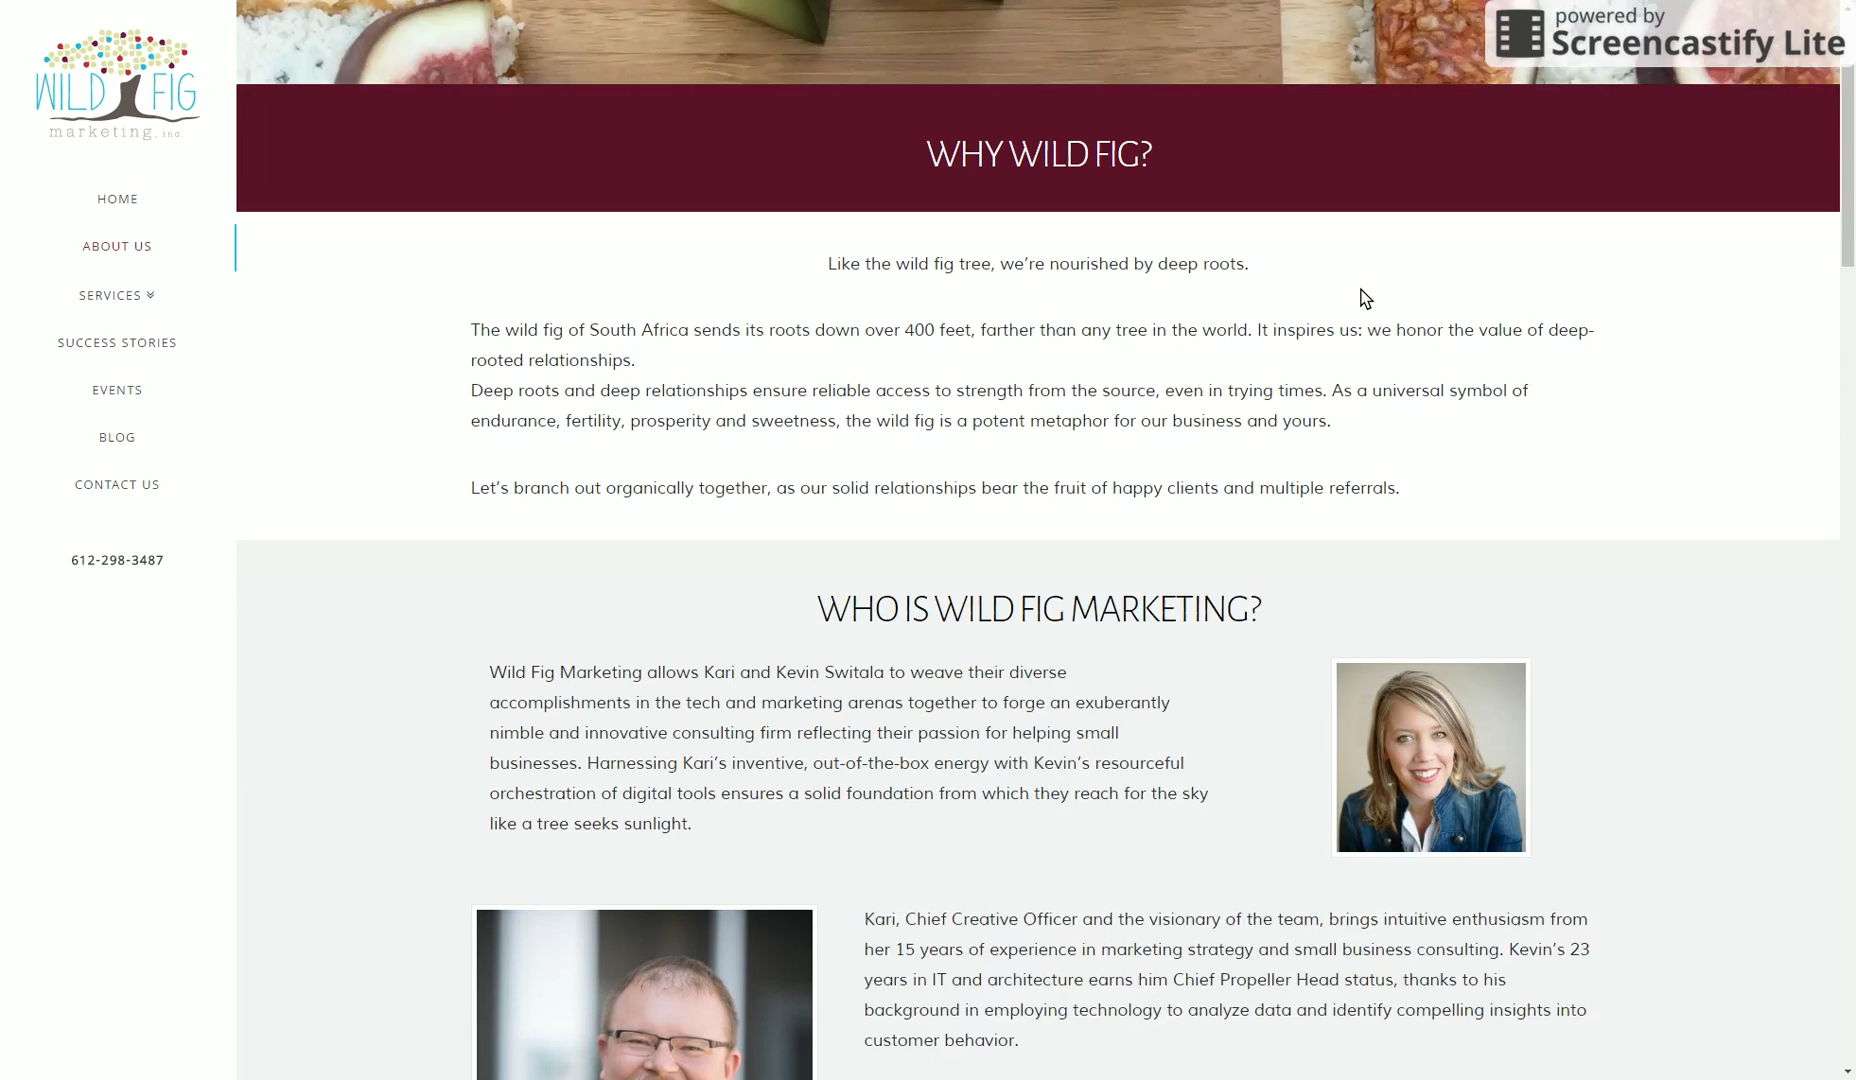 powered by
Screencastify Lite
WILD FIG
marketing, inc.
HOME
ABOUT US
SERVICES
SUCCESS STORIES
EVENTS
BLOG
CONTACT US
612-298-3487
WHY WILD FIG?
Like the wild fig tree, we’re nourished by deep roots.
The wild fig of South Africa sends its roots down over 400 feet, farther than any tree in the world. It inspires us: we honor the value of deep-
rooted relationships.
Deep roots and deep relationships ensure reliable access to strength from the source, even in trying times. As a universal symbol of
endurance, fertility, prosperity and sweetness, the wild fig is a potent metaphor for our business and yours.
Let’s branch out organically together, as our solid relationships bear the fruit of happy clients and multiple referrals.
WHO IS WILD FIG MARKETING?
Wild Fig Marketing allows Kari and Kevin Switala to weave their diverse
accomplishments in the tech and marketing arenas together to forge an exuberantly
nimble and innovative consulting firm reflecting their passion for helping small
businesses. Harnessing Kari’s inventive, out-of-the-box energy with Kevin’s resourceful
orchestration of digital tools ensures a solid foundation from which they reach for the sky
like a tree seeks sunlight.
Kari, Chief Creative Officer and the visionary of the team, brings intuitive enthusiasm from
her 15 years of experience in marketing strategy and small business consulting. Kevin’s 23
years in IT and architecture earns him Chief Propeller Head status, thanks to his
background in employing technology to analyze data and identify compelling insights into
customer behavior.